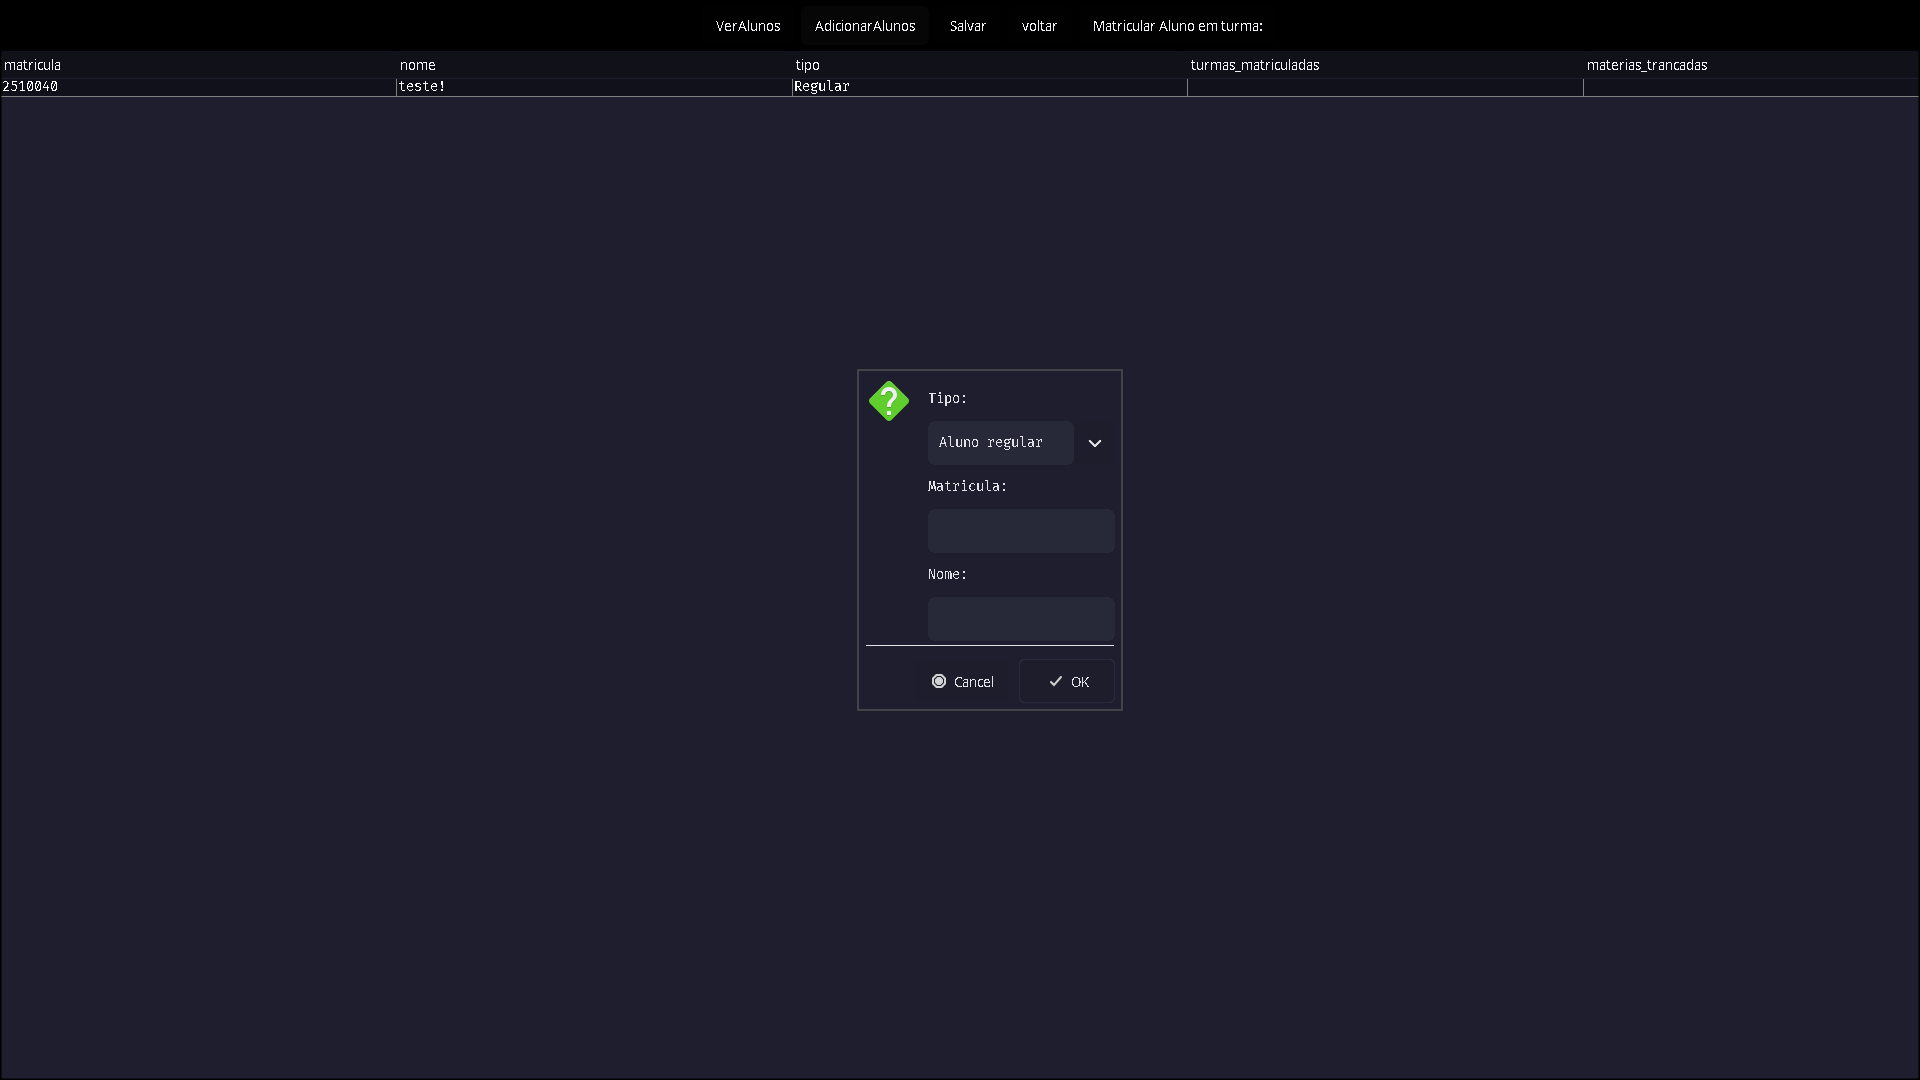 VerAlunos AdicionarAlunos Salvar voltar Matricular Aluno em turma:
matricula nome tipo turmas_matriculadas materias_trancadas
2510040 teste! Regular
Tipo:
Aluno regular
Matricula:
Nome:
Cancel OK